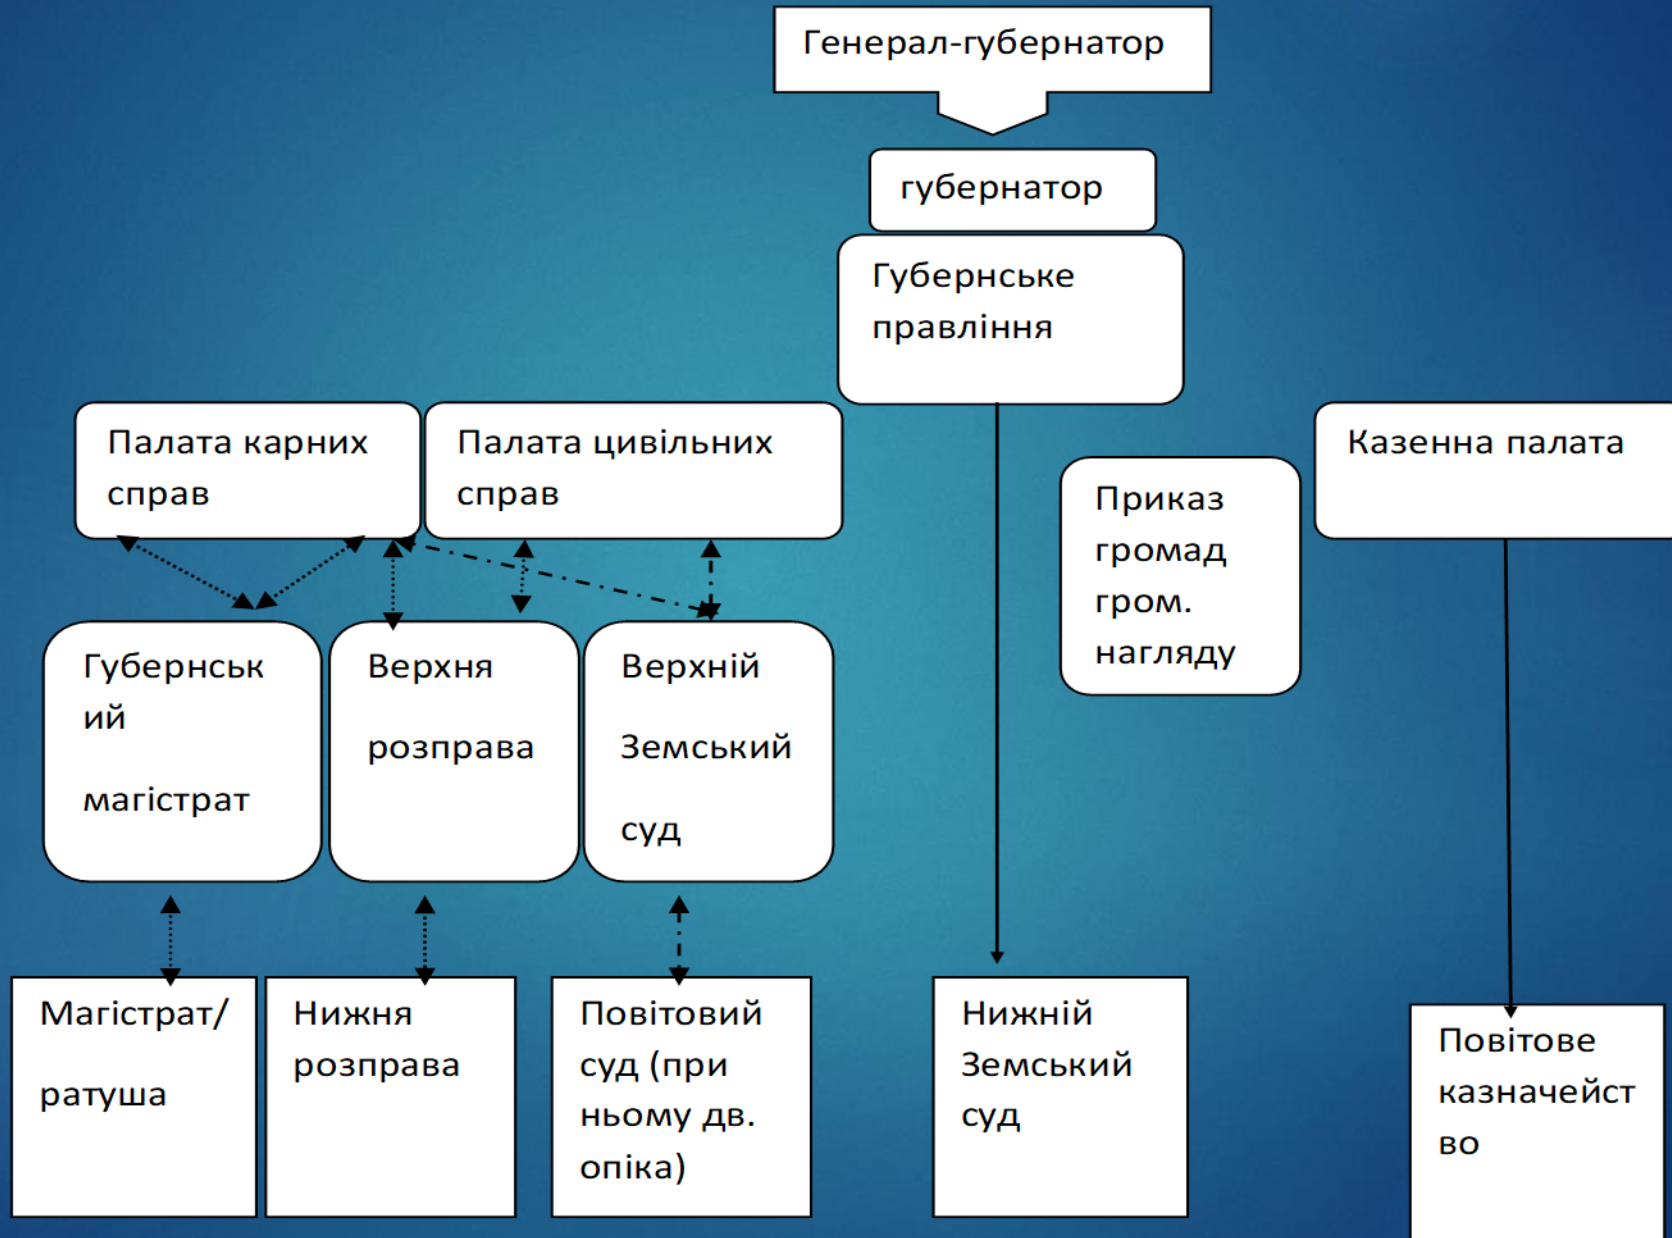 Генерал-губернатор
губернатор
Губернське
правління
Палата карних
справ
Палата цивільних
справ
Приказ
громад
гром.
нагляду
Казенна палата
Губернськ
ий
магістрат
Верхня
розправа
Верхній
Земський
суд
Магістрат/
ратуша
Нижня
розправа
Повітовий
суд (при
ньому дв.
опіка)
Нижній
Земський
суд
Повітове
казначейст
во